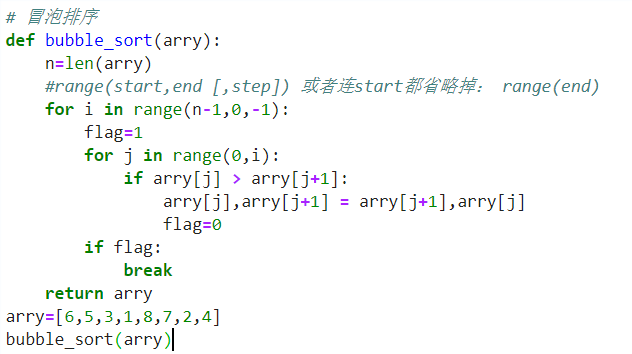 # 冒泡排序
def bubble_sort(arry):
    n=len(arry)
    #range(start,end [,step]) 或者连start都省略掉: range(end)
    for i in range(n-1,0,-1):
        flag=1
        for j in range(0,i):
            if arry[j] > arry[j+1]:
                arry[j],arry[j+1] = arry[j+1],arry[j]
                flag=0
        if flag:
            break
    return arry
arry=[6,5,3,1,8,7,2,4]
bubble_sort(arry)